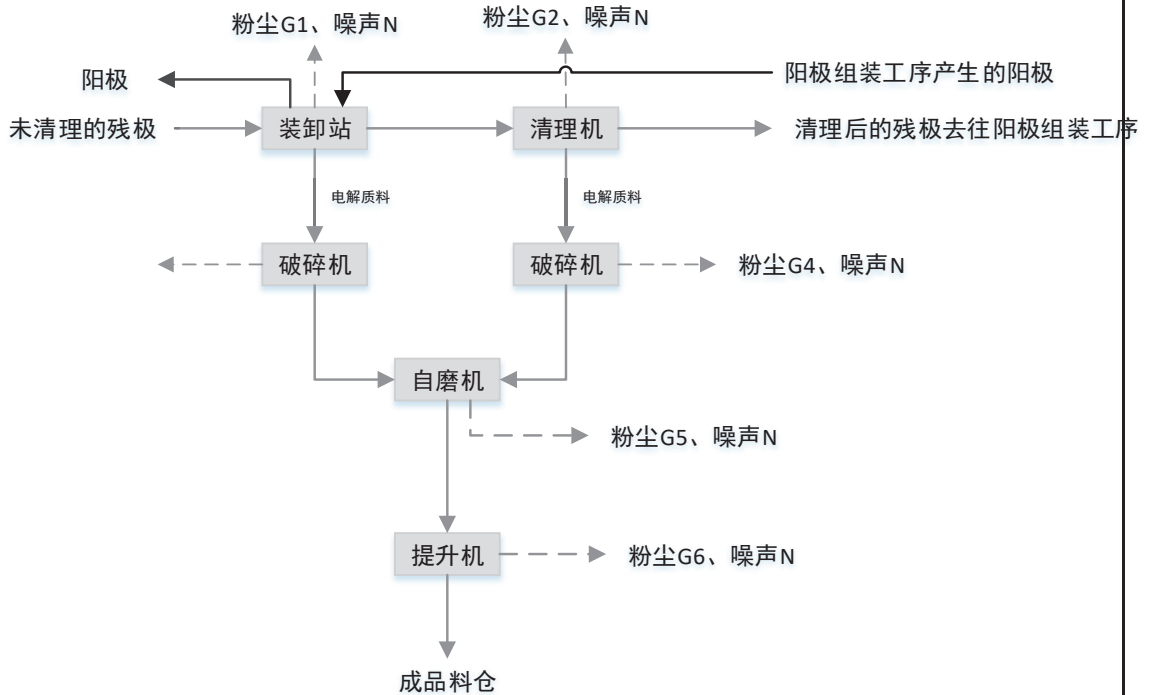 粉尘G1、噪声N
粉尘G2、噪声N
阳极
阳极组装工序产生的阳极
未清理的残极
装卸站
清理机
清理后的残极去往阳极组装工序
电解质料
电解质料
破碎机
破碎机
粉尘G4、噪声N
自磨机
粉尘G5、噪声N
提升机
粉尘G6、噪声N
成品料仓